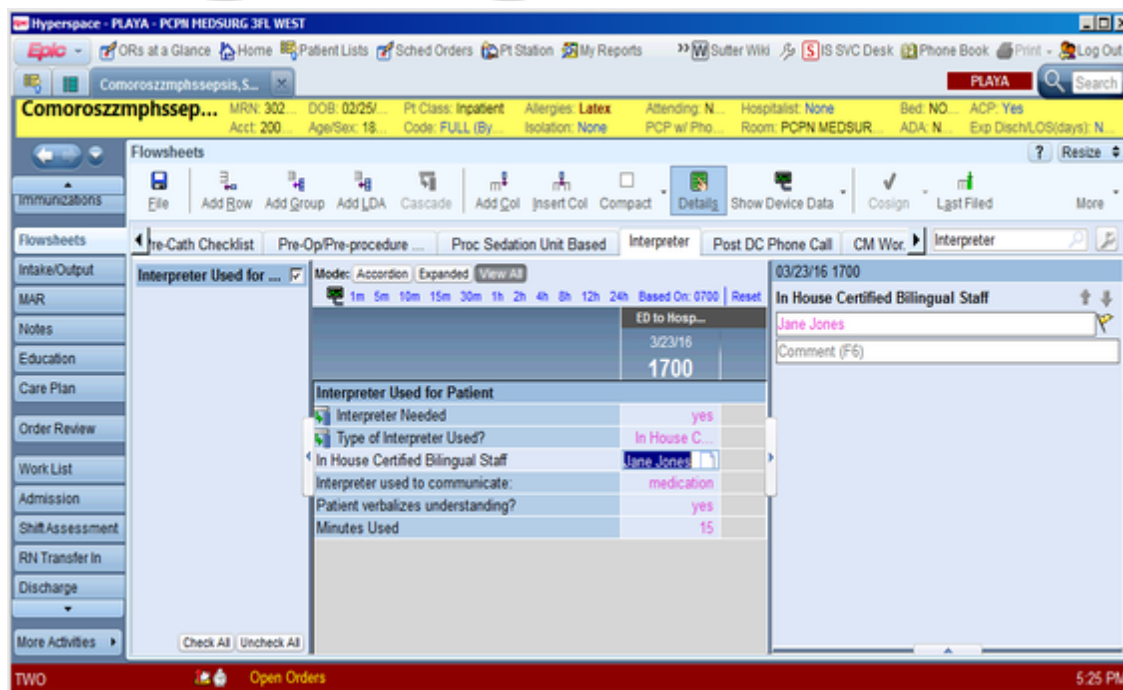 Hyperspace - PLAYA - PCPN MEDSURG 3FL WEST
Epic ORs at a Glance Home Patient Lists Sched Orders Pt Station My Reports Sutter Wiki IS SVC Desk Phone Book Print Log Out
Comoroszzmphssepsis,S...
PLAYA Search
Comoroszzmphssep... MRN: 302... DOB: 02/25/ Pt Class: Inpatient Allergies: Latex Attending: N... Hospitalist: None Bed: NO... ACP: Yes
Acct: 200... Age/Sex: 18... Code: FULL (By... Isolation: None PCP w/ Pho... Room: PCPN MEDSUR... ADA: N... Exp Disch/LOS(days): N...
Flowsheets ? Resize
File Add Row Add Group Add LDA Cascade Add Col Insert Col Compact Details Show Device Data Cosign Last Filed More
Pre-Cath Checklist Pre-Op/Pre-procedure ... Proc Sedation Unit Based Interpreter Post DC Phone Call CM Wor. Interpreter
Immunizations
Flowsheets
Intake/Output
MAR
Notes
Education
Care Plan
Order Review
Work List
Admission
Shift Assessment
RN Transfer In
Discharge
More Activities
Interpreter Used for ...
Check All Uncheck All
Mode: Accordion Expanded View All
1m 5m 10m 15m 30m 1h 2h 4h 8h 12h 24h Based On: 0700 Reset
ED to Hosp...
3/23/16
1700
Interpreter Used for Patient
Interpreter Needed yes
Type of Interpreter Used? In House C...
In House Certified Bilingual Staff Jane Jones
Interpreter used to communicate: medication
Patient verbalizes understanding? yes
Minutes Used 15
03/23/16 1700
In House Certified Bilingual Staff
Jane Jones
Comment (F6)
TWO Open Orders 5:25 PM